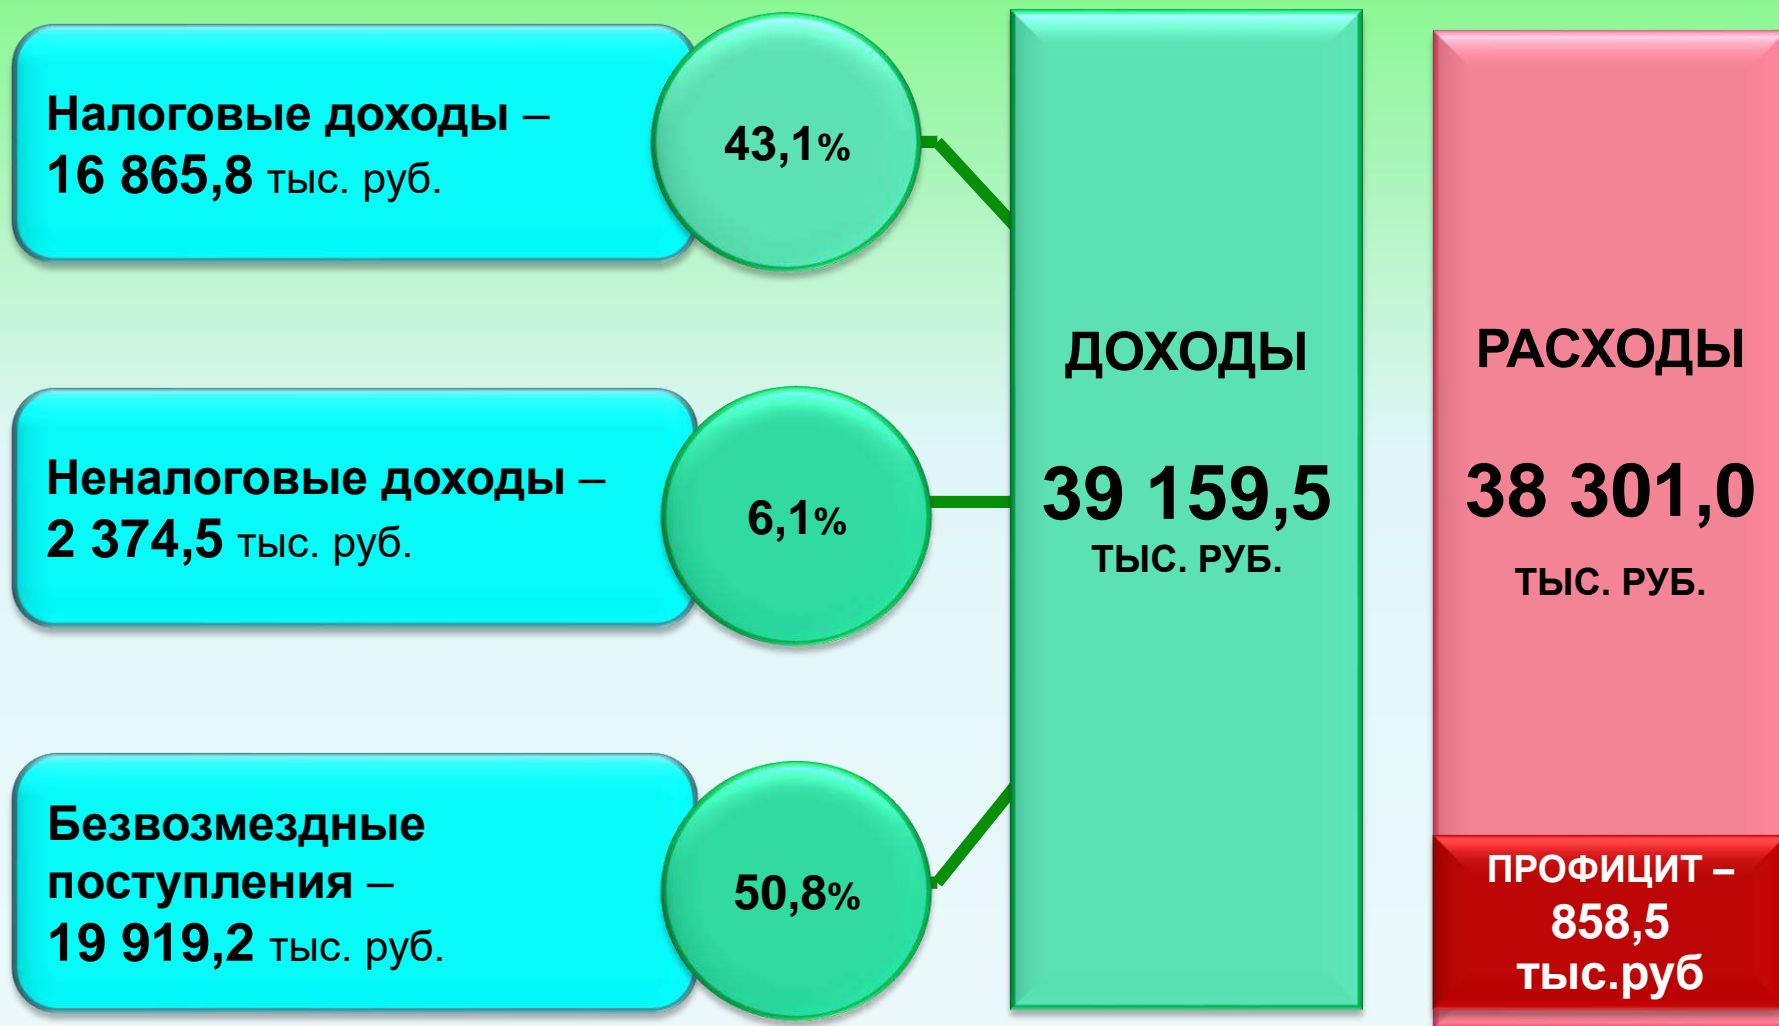 Налоговые доходы –
16 865,8 тыс. руб.
43,1%
Неналоговые доходы –
2 374,5 тыс. руб.
6,1%
Безвозмездные
поступления –
19 919,2 тыс. руб.
50,8%
ДОХОДЫ
39 159,5
ТЫС. РУБ.
РАСХОДЫ
38 301,0
ТЫС. РУБ.
ПРОФИЦИТ –
858,5
тыс.руб